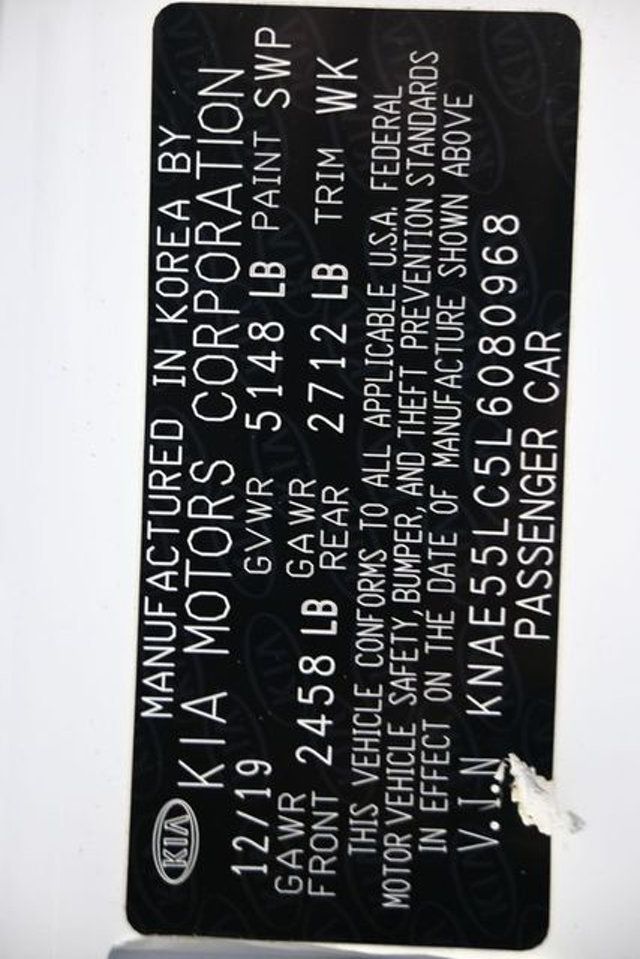 KIA
MANUFACTURED IN KOREA BY
KIA MOTORS CORPORATION
12/19 GVWR 5148 LB PAINT SWP
GAWR FRONT 2458 LB GAWR REAR 2712 LB TRIM WK
THIS VEHICLE CONFORMS TO ALL APPLICABLE U.S.A. FEDERAL
MOTOR VEHICLE SAFETY, BUMPER, AND THEFT PREVENTION STANDARDS
IN EFFECT ON THE DATE OF MANUFACTURE SHOWN ABOVE
V.I.N KNAE55LC5L6080968
PASSENGER CAR